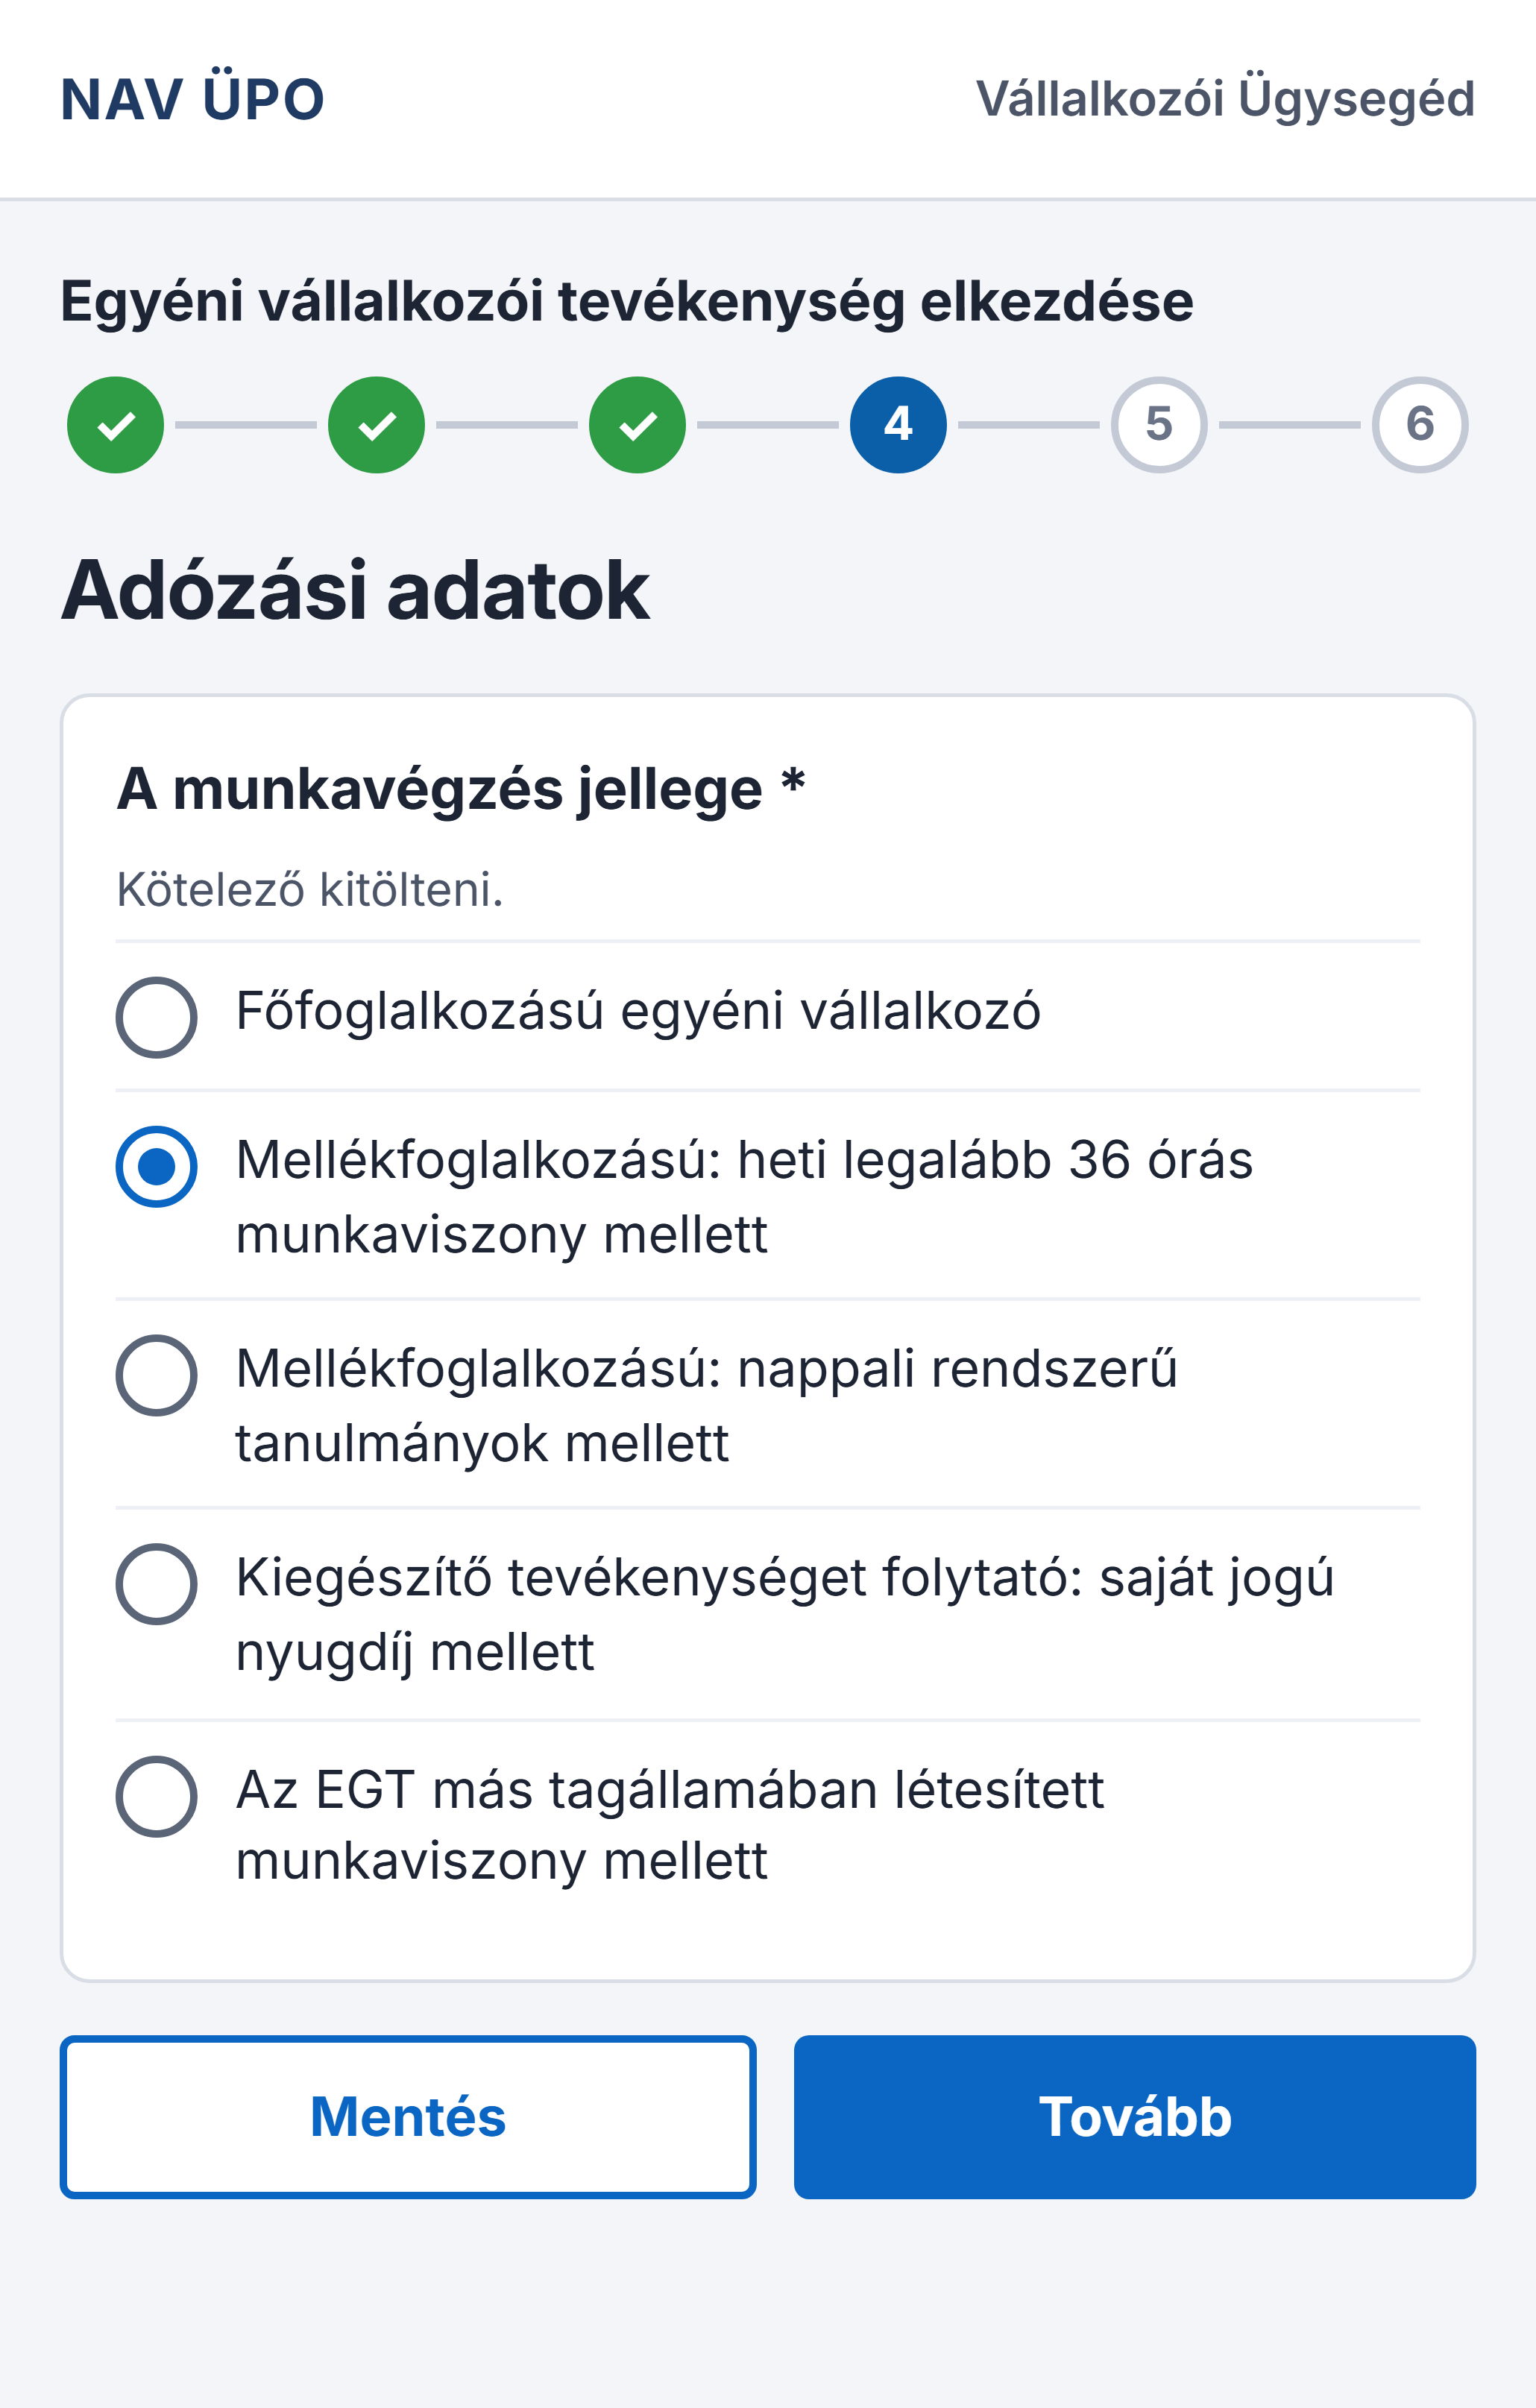 NAV ÜPO
Vállalkozói Ügysegéd
Egyéni vállalkozói tevékenység elkezdése
4
5
6
Adózási adatok
A munkavégzés jellege *
Kötelező kitölteni.
Főfoglalkozású egyéni vállalkozó
Mellékfoglalkozású: heti legalább 36 órás
munkaviszony mellett
Mellékfoglalkozású: nappali rendszerű
tanulmányok mellett
Kiegészítő tevékenységet folytató: saját jogú
nyugdíj mellett
Az EGT más tagállamában létesített
munkaviszony mellett
Mentés
Tovább